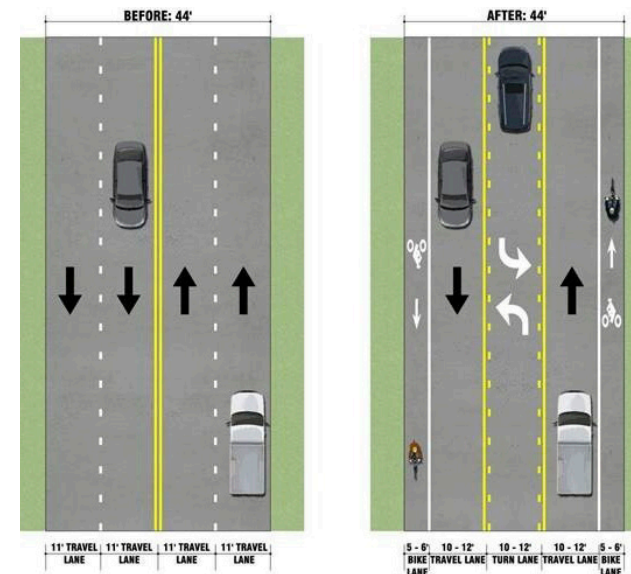 BEFORE: 44'
11' TRAVEL LANE
11' TRAVEL LANE
11' TRAVEL LANE
11' TRAVEL LANE
AFTER: 44'
5 - 6' BIKE LANE
10 - 12' TRAVEL LANE
10 - 12' TURN LANE
10 - 12' TRAVEL LANE
5 - 6' BIKE LANE